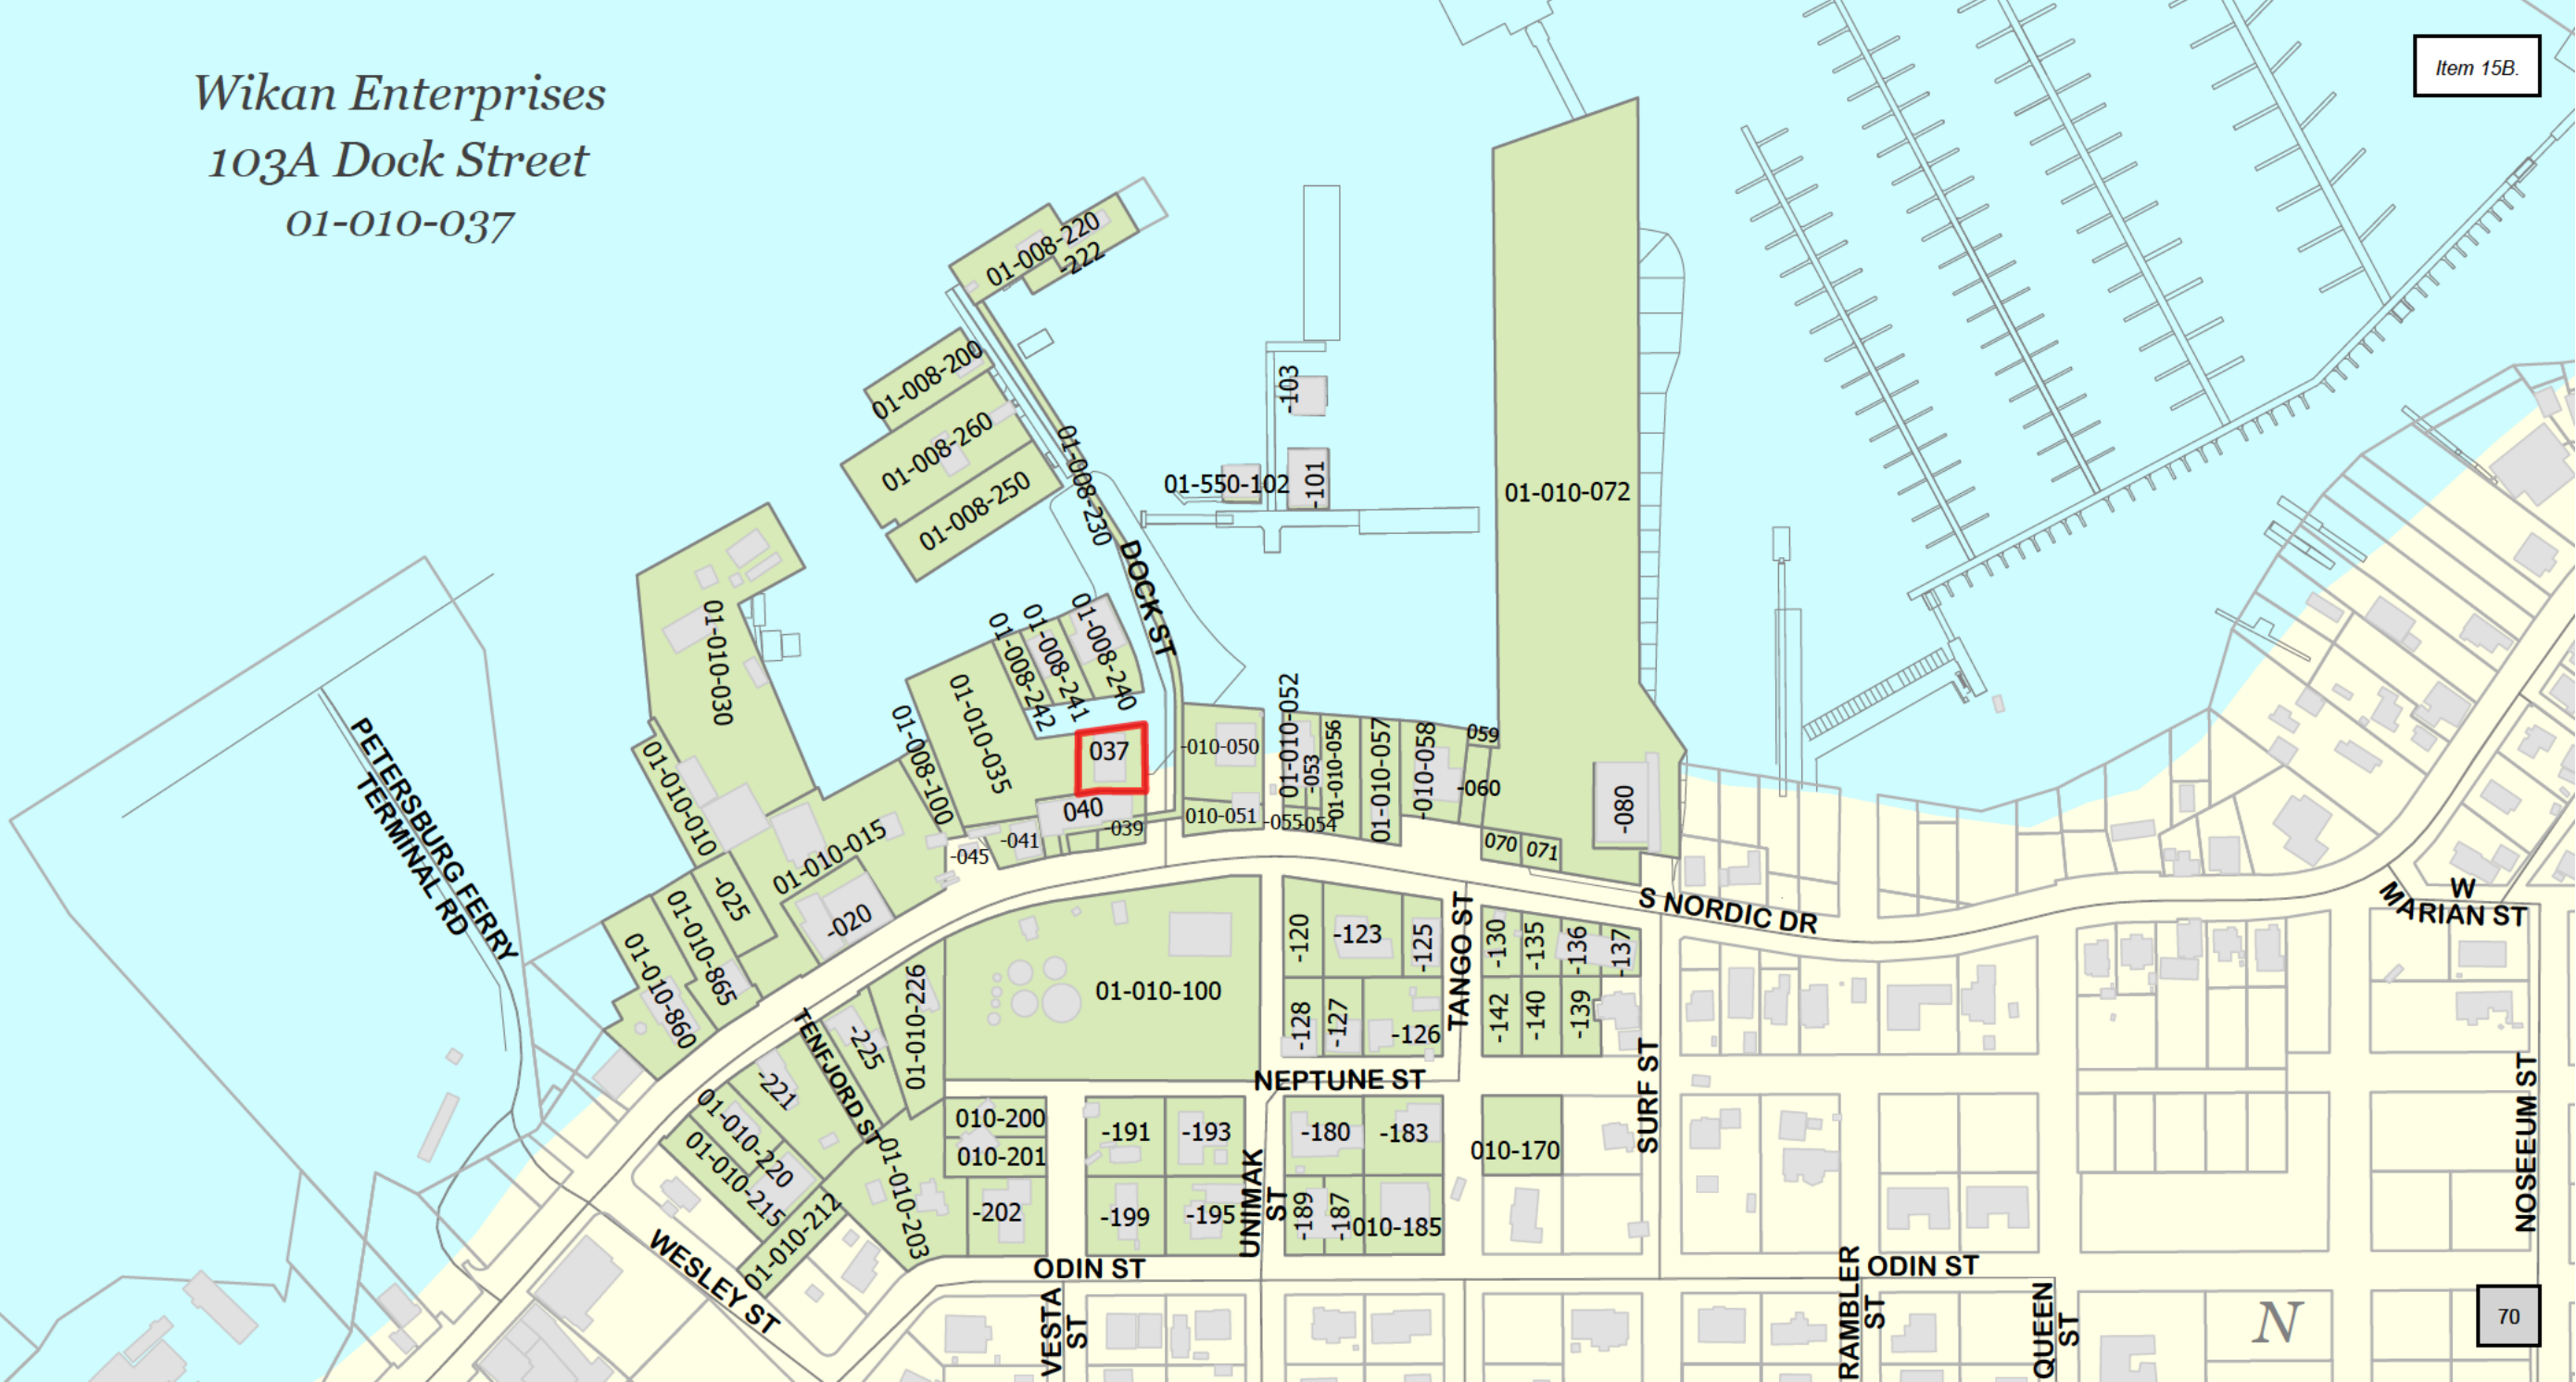 Wikan Enterprises
103A Dock Street
01-010-037
Item 15B.
01-008-220
-222
01-008-200
01-008-260
01-008-250
01-008-230
DOCK ST
-103
01-550-102
-101
01-010-072
01-010-030
01-008-242
01-008-241
01-008-240
01-010-035
01-008-100
037
040
-039
-041
-045
-010-050
010-051
01-010-052
-053
-055
-054
01-010-056
01-010-057
-010-058
059
-060
070
071
-080
PETERSBURG FERRY
TERMINAL RD
01-010-010
01-010-015
-025
-020
01-010-865
01-010-860
S NORDIC DR
W
MARIAN ST
01-010-226
01-010-100
-120
-123
-125
-128
-127
-126
TANGO ST
-130
-135
-136
-137
-142
-140
-139
TENFJORD ST
-225
-221
01-010-220
01-010-215
01-010-212
01-010-203
010-200
010-201
-202
NEPTUNE ST
-191
-193
-199
-195
UNIMAK
ST
-180
-183
-189
-187
010-185
010-170
SURF ST
NOSEEUM ST
WESLEY ST
ODIN ST
ODIN ST
VESTA
ST
RAMBLER
ST
QUEEN
ST
N
70